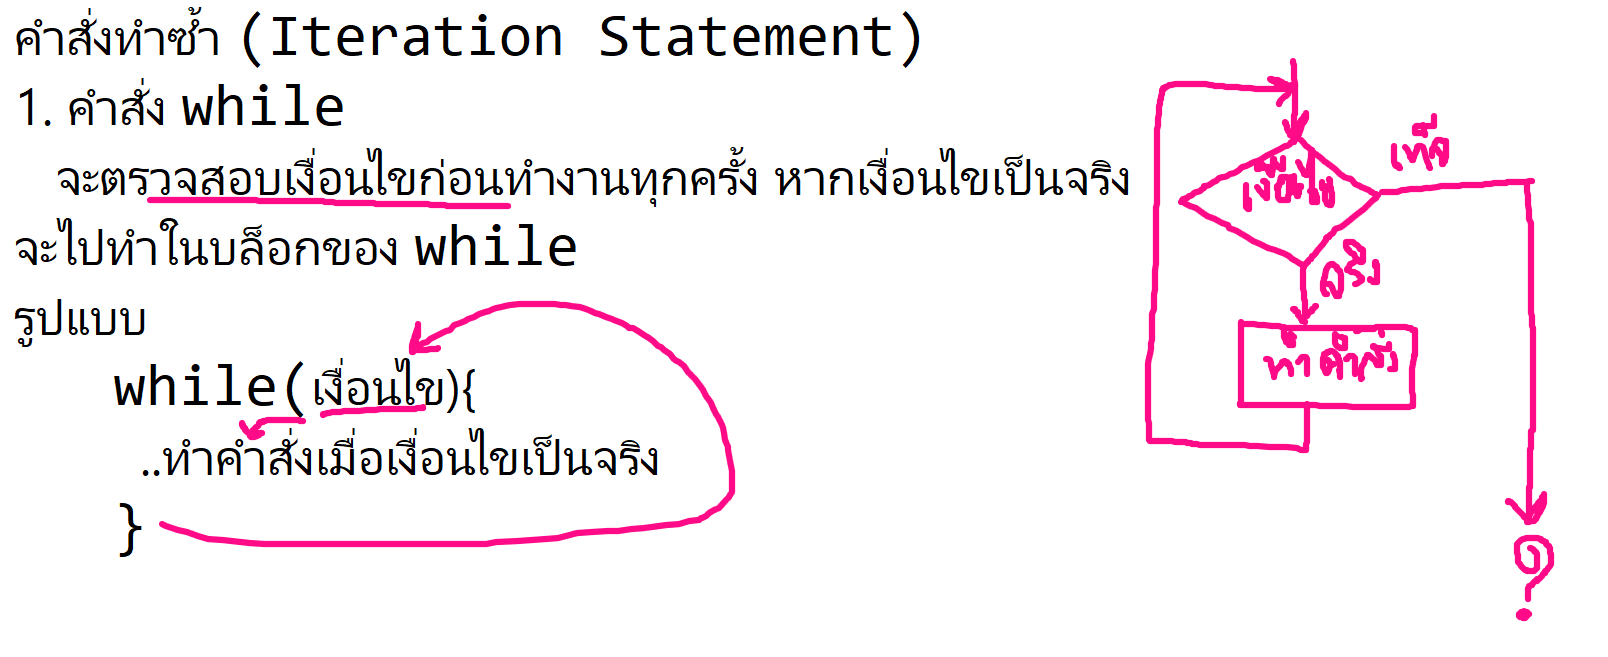 คำสั่งทำซ้ำ (Iteration Statement)
1. คำสั่ง while
จะตรวจสอบเงื่อนไขก่อนทำงานทุกครั้ง หากเงื่อนไขเป็นจริง
จะไปทำในบล็อกของ while
รูปแบบ
while(เงื่อนไข){
..ทำคำสั่งเมื่อเงื่อนไขเป็นจริง
}
เงื่อนไข
เท็จ
จริง
ทำคำสั่ง